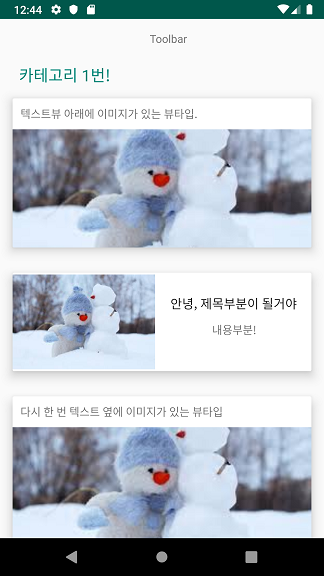 12:44
Toolbar
카테고리 1번!
텍스트뷰 아래에 이미지가 있는 뷰타입.
안녕, 제목부분이 될거야
내용부분!
다시 한 번 텍스트 옆에 이미지가 있는 뷰타입